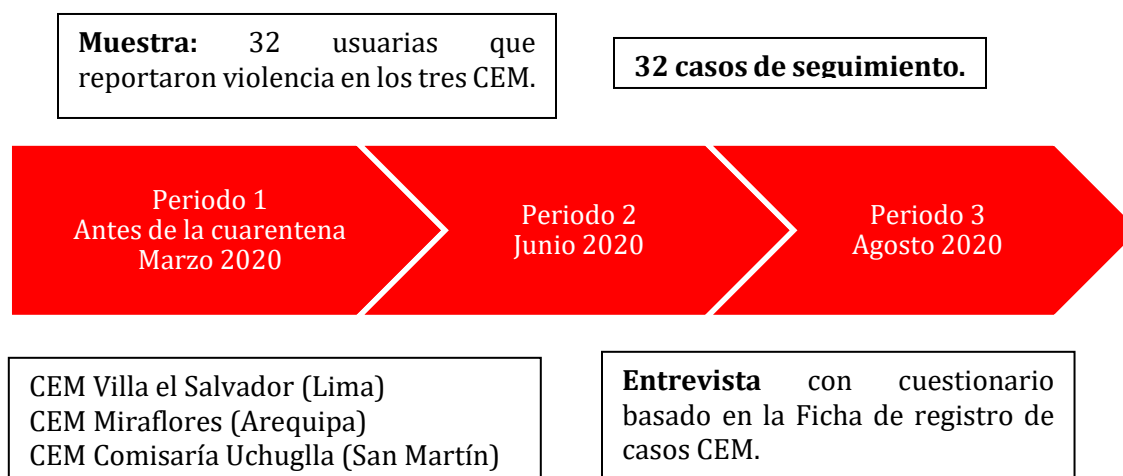 Muestra: 32 usuarias que
reportaron violencia en los tres CEM.
32 casos de seguimiento.
Periodo 1
Antes de la cuarentena
Marzo 2020
Periodo 2
Junio 2020
Periodo 3
Agosto 2020
CEM Villa el Salvador (Lima)
CEM Miraflores (Arequipa)
CEM Comisaría Uchuglla (San Martín)
Entrevista con cuestionario
basado en la Ficha de registro de
casos CEM.